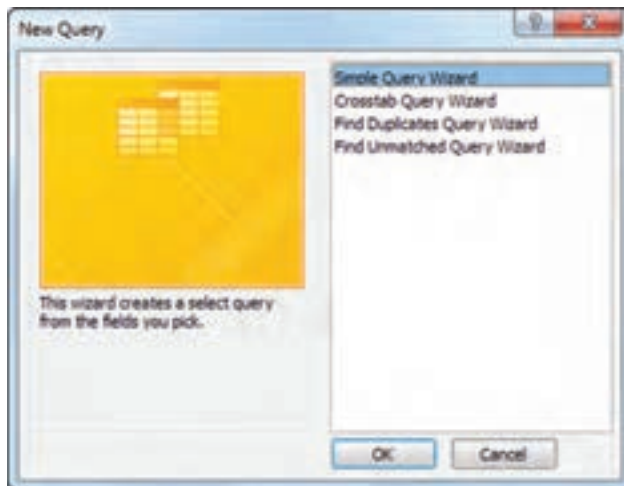 New Query
Simple Query Wizard
Crosstab Query Wizard
Find Duplicates Query Wizard
Find Unmatched Query Wizard
This wizard creates a select query
from the fields you pick.
OK
Cancel